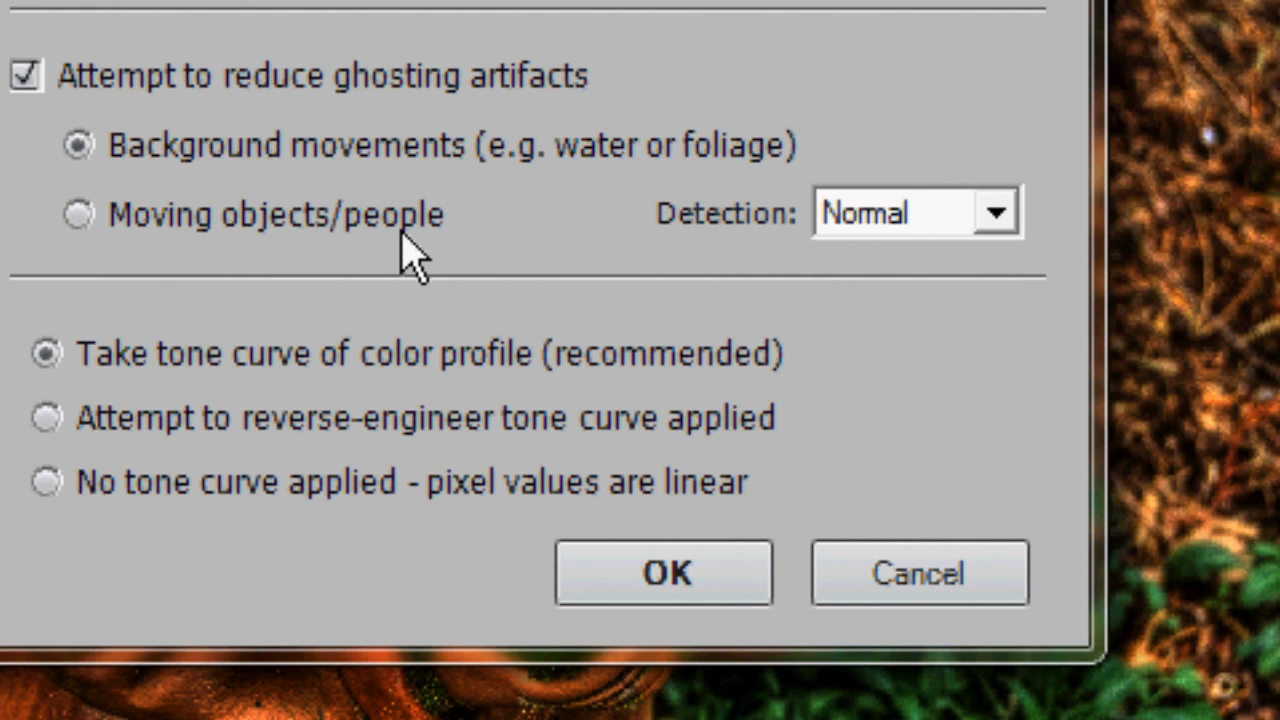 Attempt to reduce ghosting artifacts
Background movements (e.g. water or foliage)
Moving objects/people
Detection: Normal
Take tone curve of color profile (recommended)
Attempt to reverse-engineer tone curve applied
No tone curve applied - pixel values are linear
OK Cancel